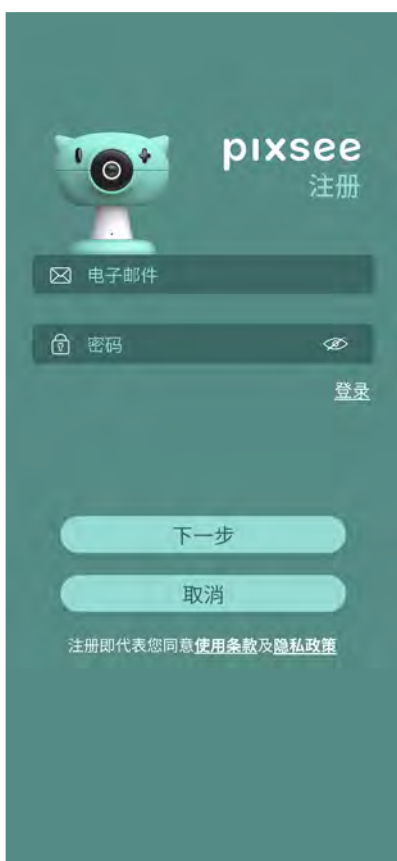 pixsee
注册
电子邮件
密码
登录
下一步
取消
注册即代表您同意使用条款及隐私政策